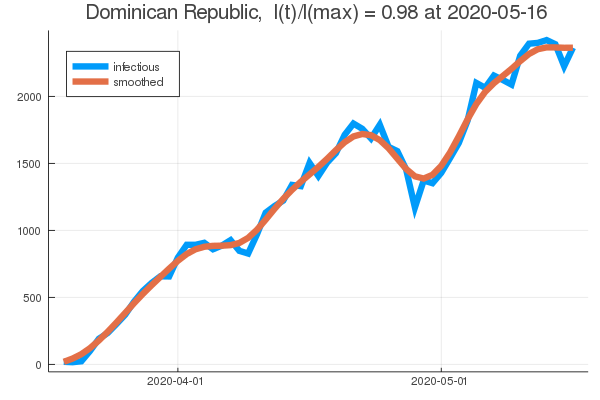 Dominican Republic,  I(t)/I(max) = 0.98 at 2020-05-16
infectious
smoothed
2000
1500
1000
500
0
2020-04-01
2020-05-01